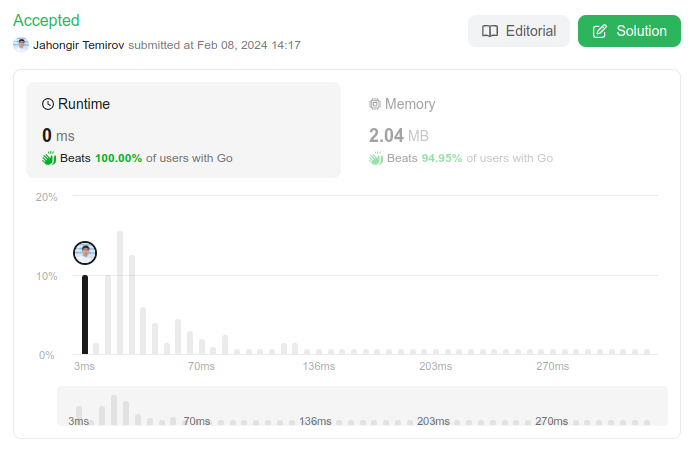 Accepted
Jahongir Temirov submitted at Feb 08, 2024 14:17
Editorial
Solution
Runtime
0 ms
Beats 100.00% of users with Go
Memory
2.04 MB
Beats 94.95% of users with Go
20%
10%
0%
3ms 70ms 136ms 203ms 270ms
3ms 70ms 136ms 203ms 270ms